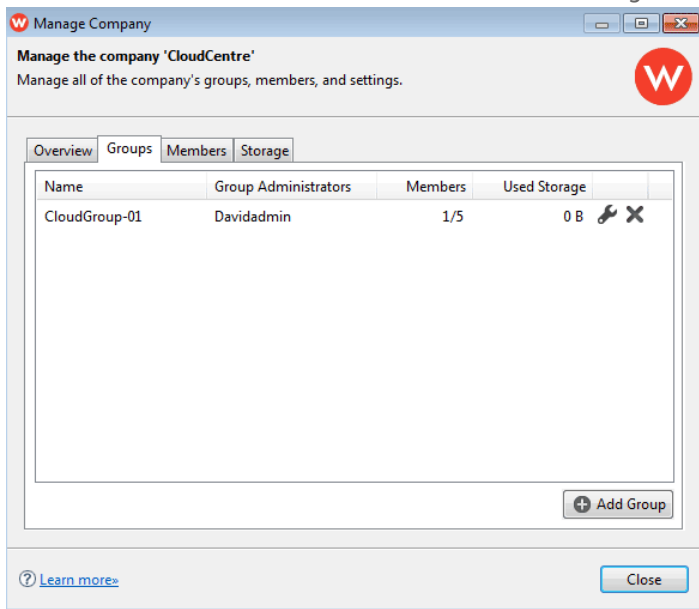 Manage Company
Manage the company 'CloudCentre'
Manage all of the company's groups, members, and settings.
W
Overview Groups Members Storage
Name Group Administrators Members Used Storage
CloudGroup-01 Davidadmin 1/5 0 B
Add Group
? Learn more»
Close